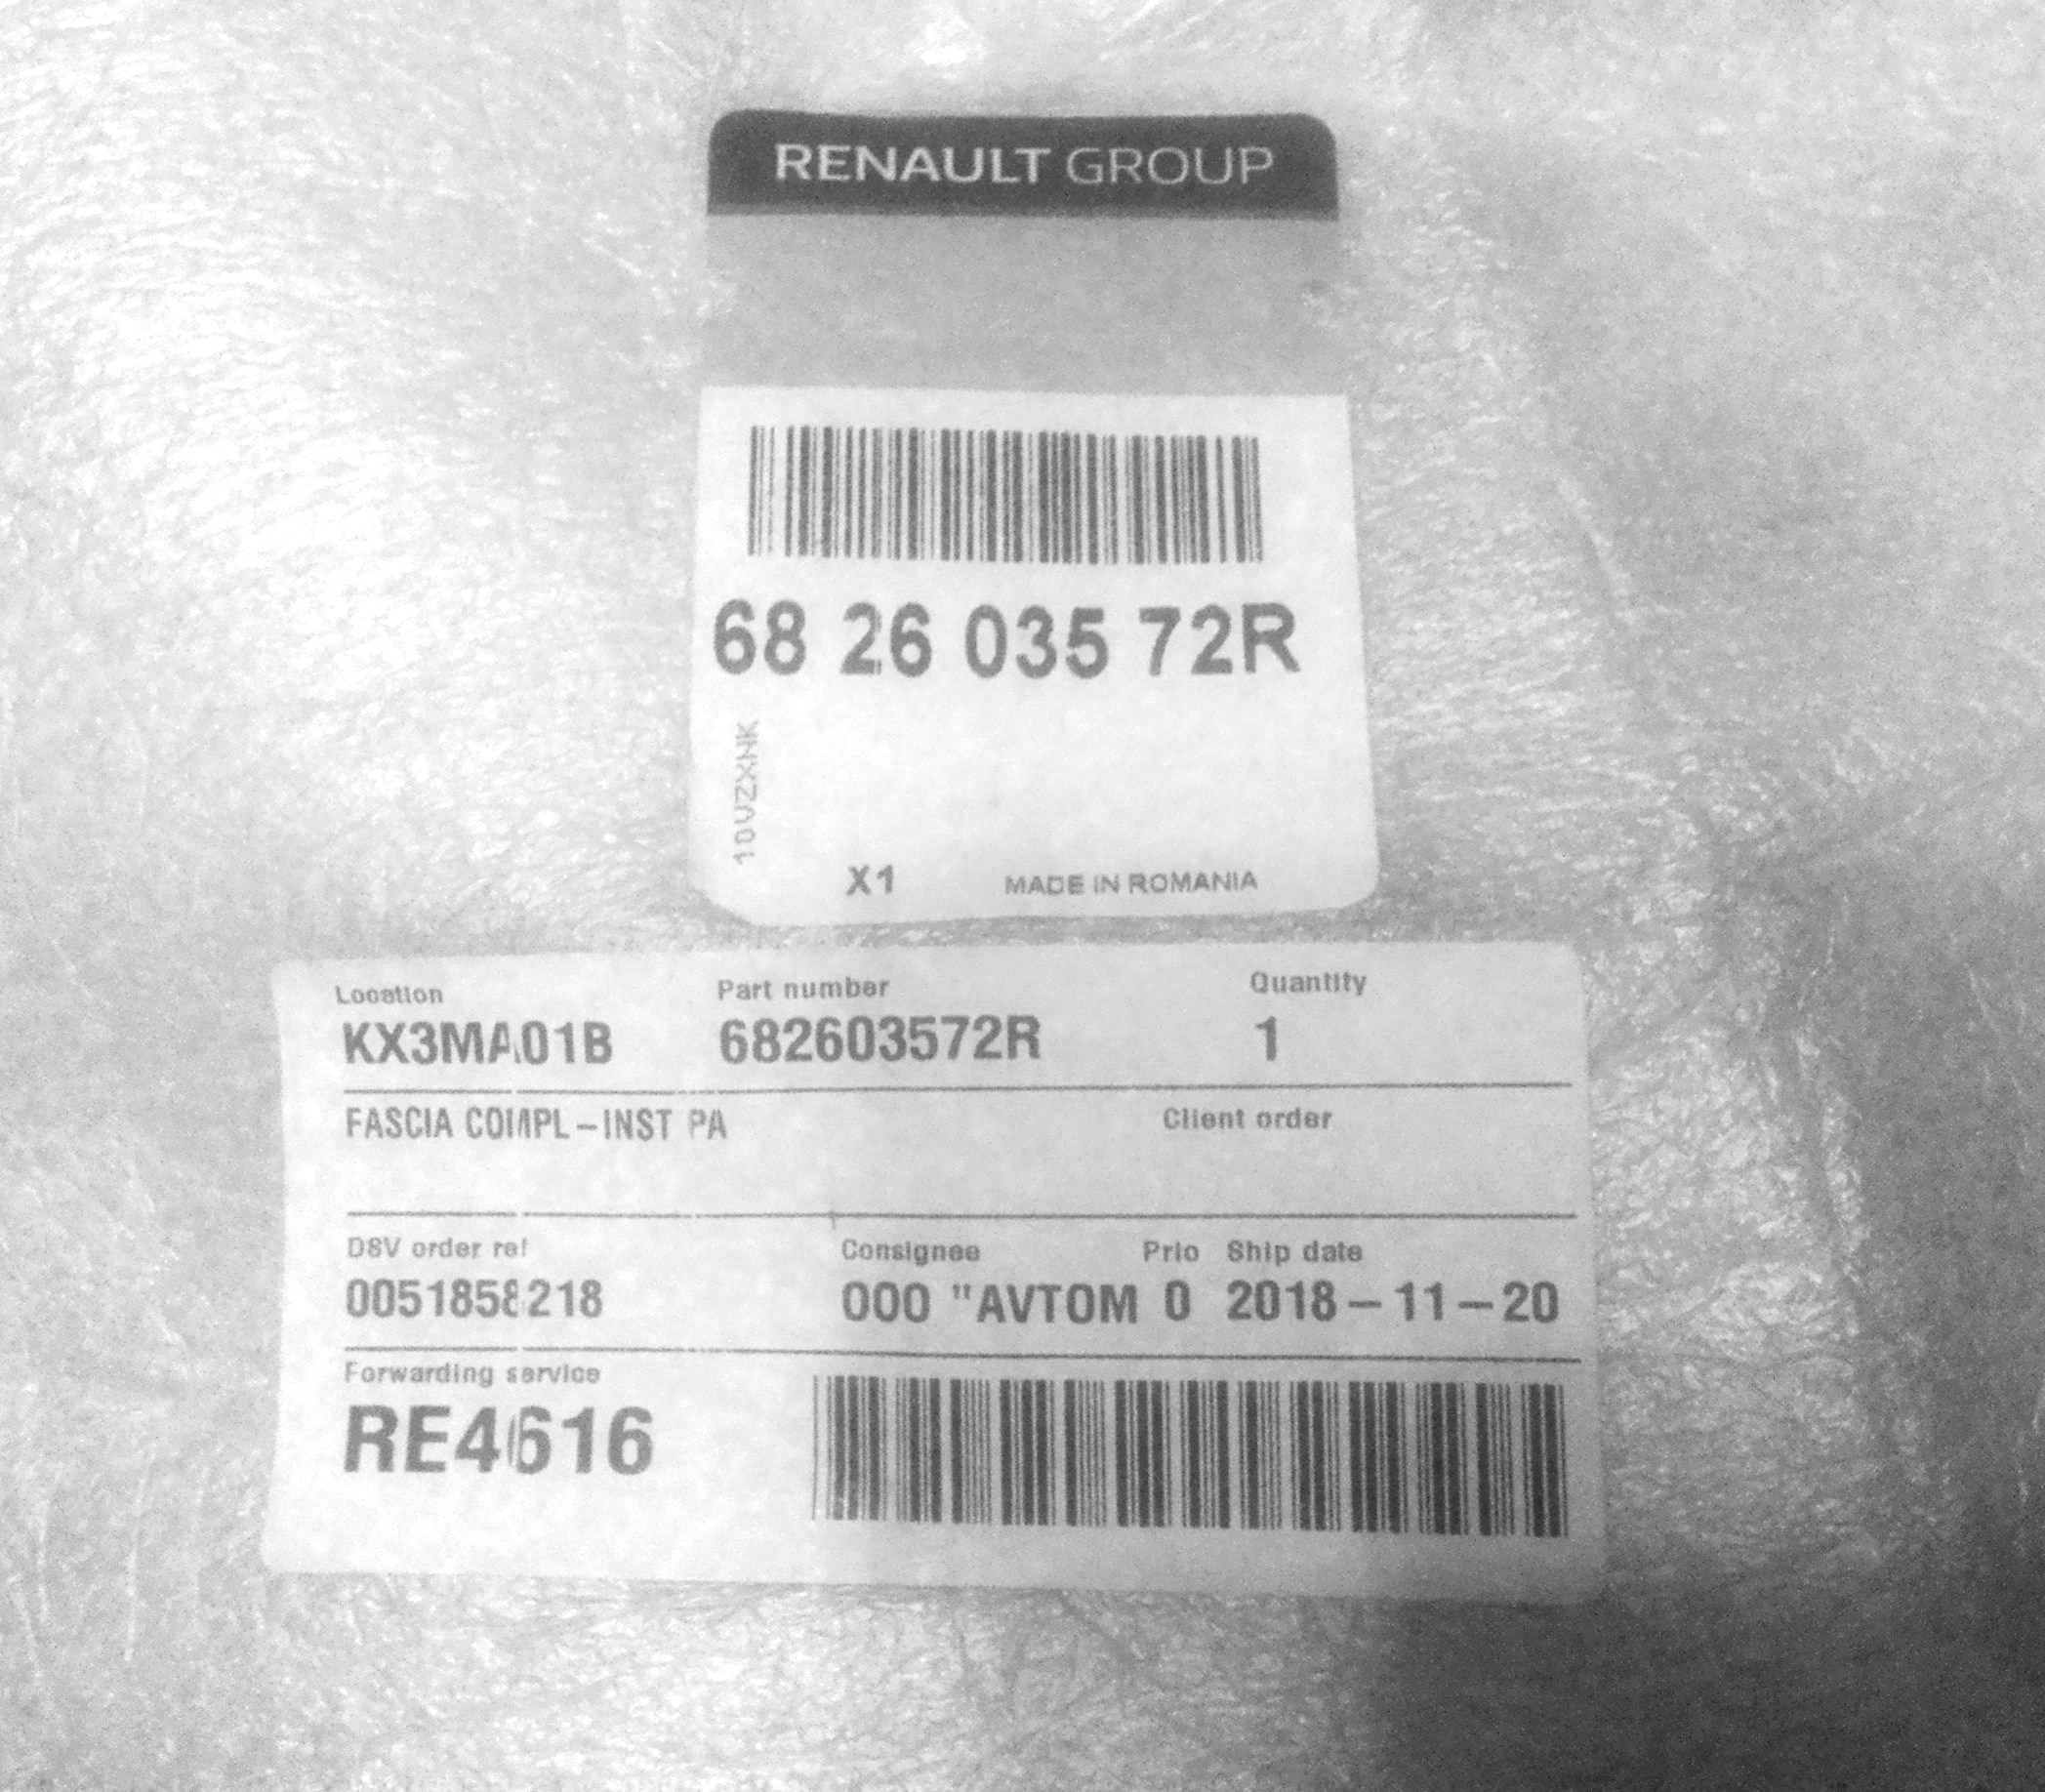 RENAULT GROUP
68 26 035 72R
10VZXNK
X1 MADE IN ROMANIA
Location Part number Quantity
KX3MA01B 682603572R 1
FASCIA COMPL-INST PA Client order
DSV order ref Consignee Prio Ship date
0051858218 OOO "AVTOM 0 2018-11-20
Forwarding service
RE4616